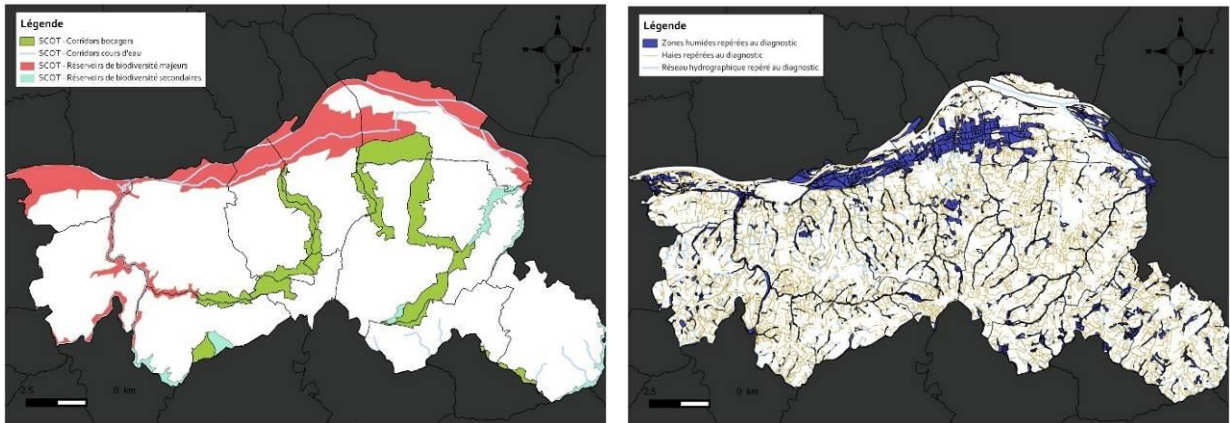 Légende
SCOT - Corridors bocagers
SCOT - Corridors cours d'eau
SCOT - Réservoirs de biodiversité majeurs
SCOT - Réservoirs de biodiversité secondaires
N
W
E
S
2.5
0 km
Légende
Zones humides repérées au diagnostic
Haies repérées au diagnostic
Réseau hydrographique repéré au diagnostic
N
W
E
S
2.5
0 km